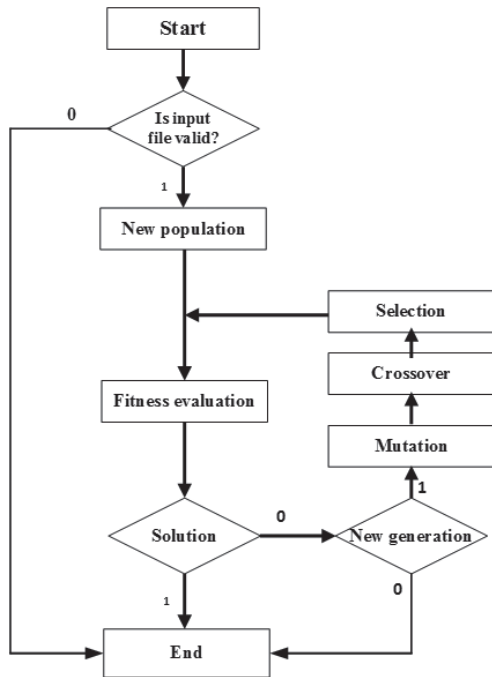 Start
0
Is input
file valid?
1
New population
Selection
Crossover
Fitness evaluation
Mutation
1
Solution
0
New generation
1
0
End